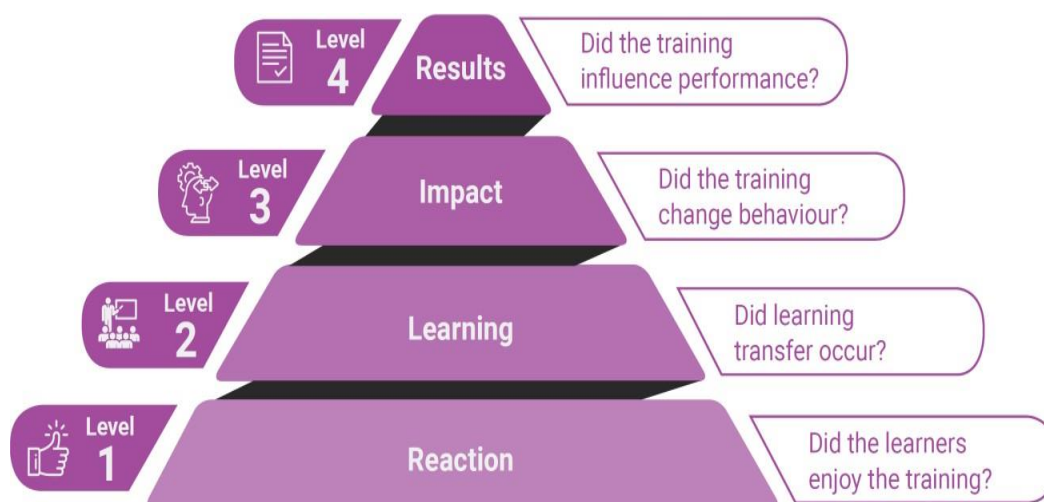 Level
4
Results
Did the training
influence performance?
Level
3
Impact
Did the training
change behaviour?
Level
2
Learning
Did learning
transfer occur?
Level
1
Reaction
Did the learners
enjoy the training?